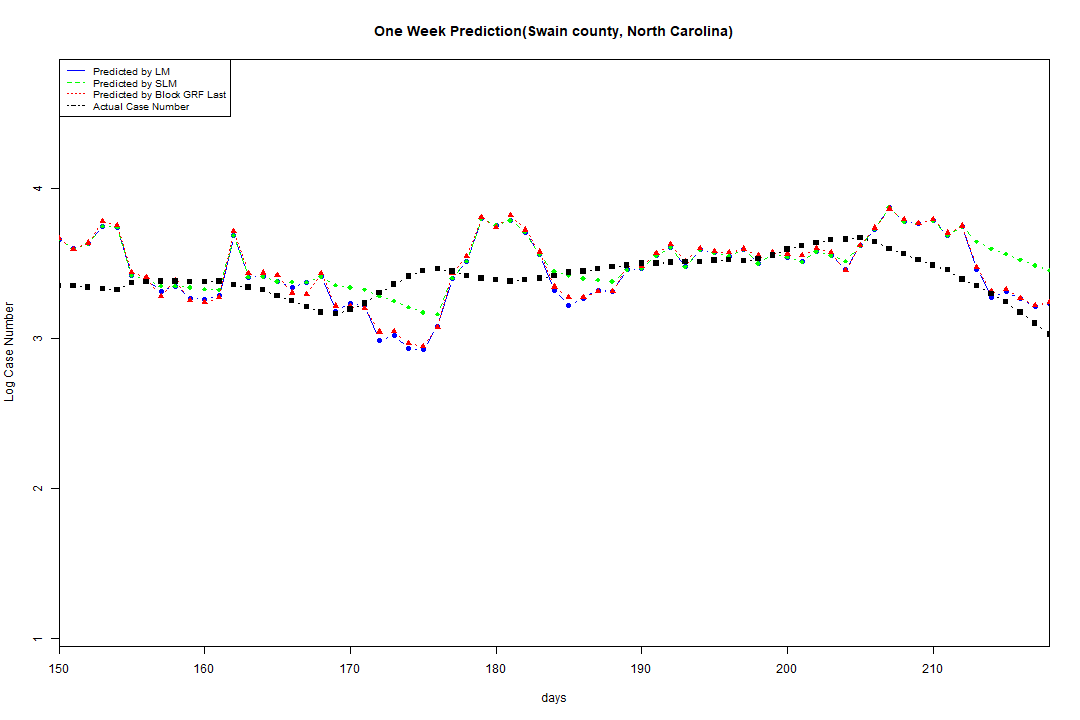 One Week Prediction(Swain county, North Carolina)
Predicted by LM
Predicted by SLM
Predicted by Block GRF Last
Actual Case Number
4
3
2
1
Log Case Number
150 160 170 180 190 200 210
days